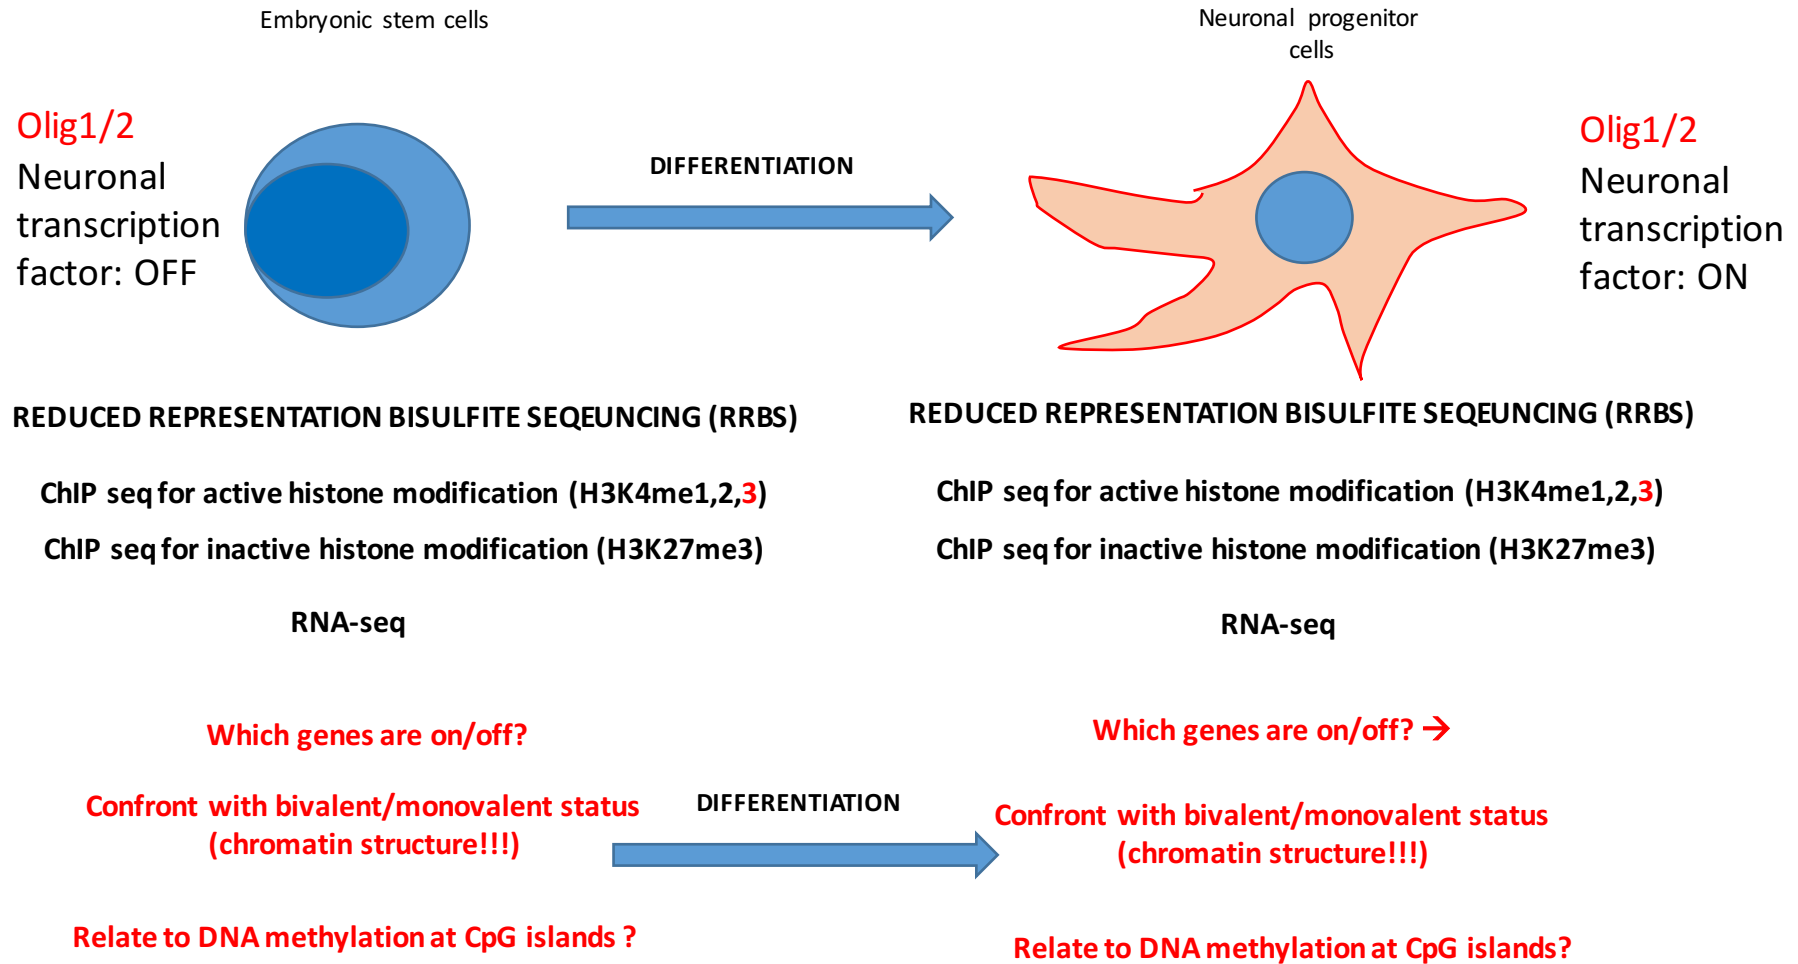 Embryonic stem cells
Neuronal progenitor
cells
Olig1/2
Neuronal
transcription
factor: OFF
DIFFERENTIATION
Olig1/2
Neuronal
transcription
factor: ON
REDUCED REPRESENTATION BISULFITE SEQEUNCING (RRBS)
REDUCED REPRESENTATION BISULFITE SEQEUNCING (RRBS)
ChIP seq for active histone modification (H3K4me1,2,3)
ChIP seq for active histone modification (H3K4me1,2,3)
ChIP seq for inactive histone modification (H3K27me3)
ChIP seq for inactive histone modification (H3K27me3)
RNA-seq
RNA-seq
Which genes are on/off?
Which genes are on/off? →
Confront with bivalent/monovalent status
(chromatin structure!!!)
DIFFERENTIATION
Confront with bivalent/monovalent status
(chromatin structure!!!)
Relate to DNA methylation at CpG islands ?
Relate to DNA methylation at CpG islands?